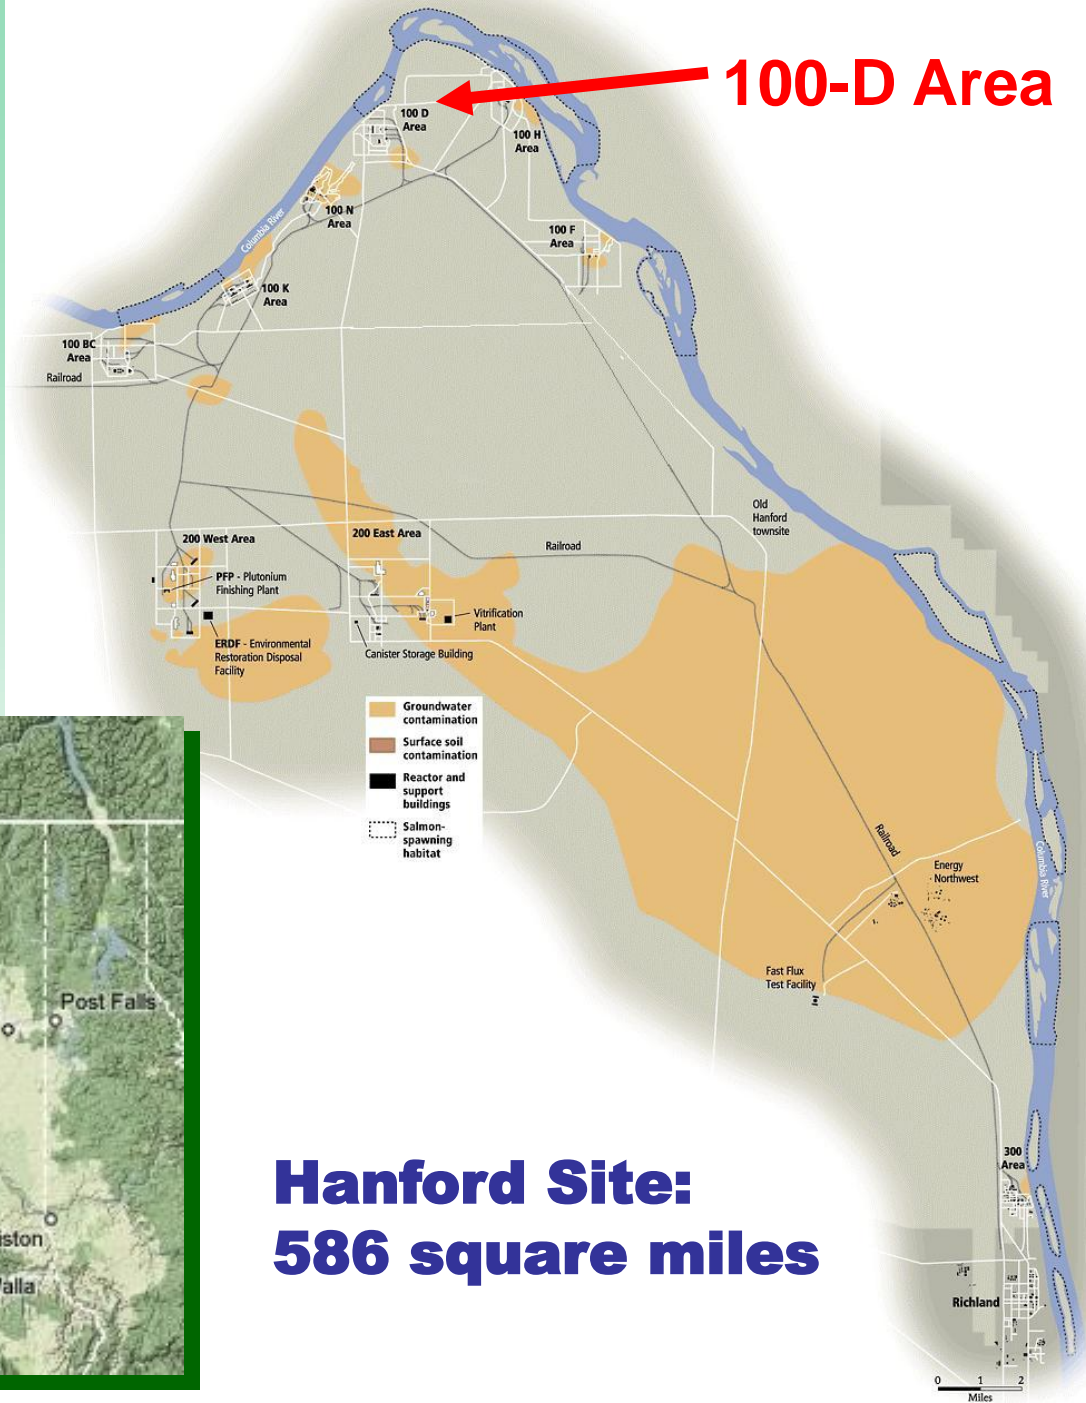 100-D Area
100 D
Area
100 H
Area
100 N
Area
100 F
Area
Columbia River
100 K
Area
100 BC
Area
Railroad
Old
Hanford
townsite
200 West Area
200 East Area
Railroad
PFP - Plutonium
Finishing Plant
Vitrification
Plant
ERDF - Environmental
Restoration Disposal
Facility
Canister Storage Building
Groundwater
contamination
Surface soil
contamination
Reactor and
support
buildings
Salmon-
spawning
habitat
Railroad
Energy
Northwest
Columbia River
Fast Flux
Test Facility
Post Falls
Hanford Site:
586 square miles
300
Area
iston
alla
Richland
0 1 2
Miles